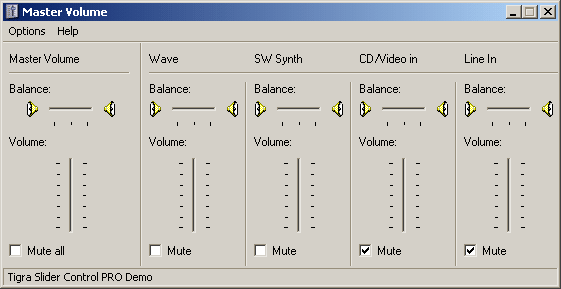 Master Volume
Options Help
Master Volume Wave SW Synth CD/Video in Line In
Balance: Balance: Balance: Balance: Balance:
Volume: Volume: Volume: Volume: Volume:
Mute all Mute Mute Mute Mute
Tigra Slider Control PRO Demo